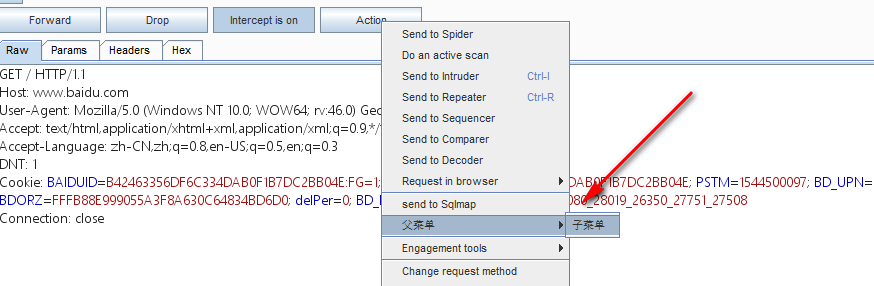 Forward Drop Intercept is on Action
Raw Params Headers Hex
GET / HTTP/1.1
Host: www.baidu.com
User-Agent: Mozilla/5.0 (Windows NT 10.0; WOW64; rv:46.0) Gec
Accept: text/html,application/xhtml+xml,application/xml;q=0.9,*/
Accept-Language: zh-CN,zh;q=0.8,en-US;q=0.5,en;q=0.3
DNT: 1
Cookie: BAIDUID=B42463356DF6C334DAB0F1B7DC2BB04E:FG=1; DAB0F1B7DC2BB04E; PSTM=1544500097; BD_UPN=
BDORZ=FFFB88E999055A3F8A630C64834BD6D0; delPer=0; BD_ 080_28019_26350_27751_27508
Connection: close
Send to Spider
Do an active scan
Send to Intruder Ctrl-I
Send to Repeater Ctrl-R
Send to Sequencer
Send to Comparer
Send to Decoder
Request in browser
send to Sqlmap
父菜单 子菜单
Engagement tools
Change request method